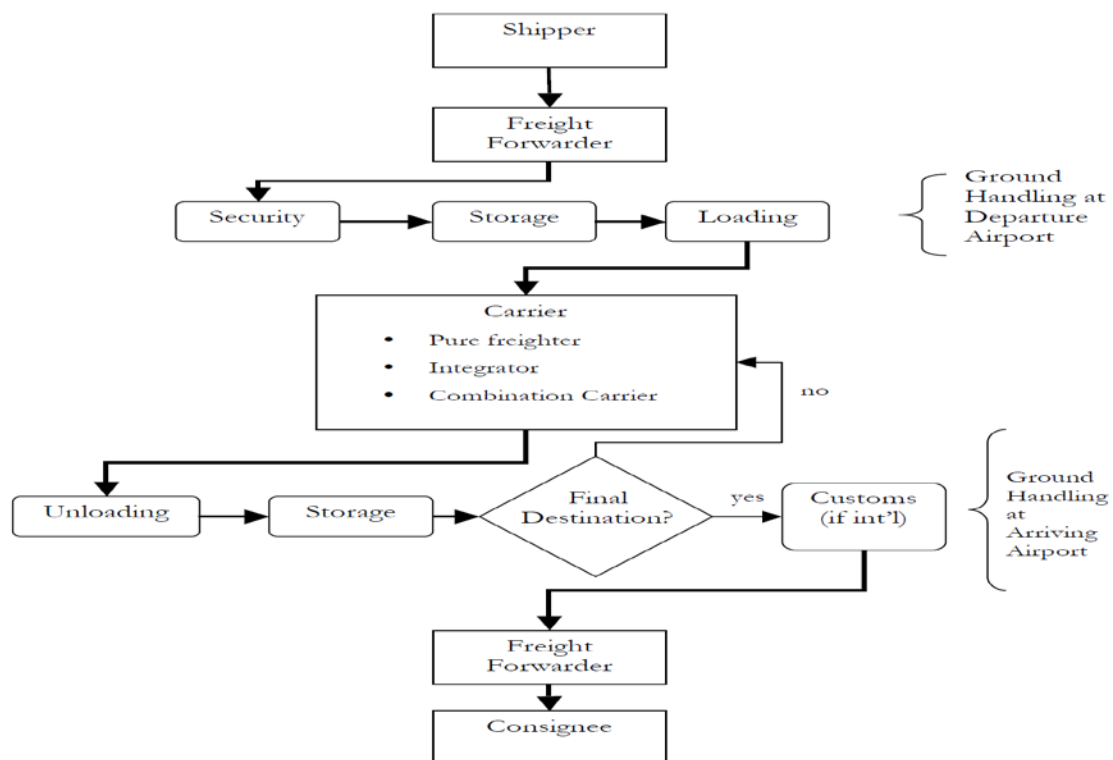 Shipper
Freight
Forwarder
Security
Storage
Loading
Ground
Handling at
Departure
Airport
Carrier
• Pure freighter
• Integrator
• Combination Carrier
no
Unloading
Storage
Final
Destination?
yes
Customs
(if int'l)
Ground
Handling
at
Arriving
Airport
Freight
Forwarder
Consignee